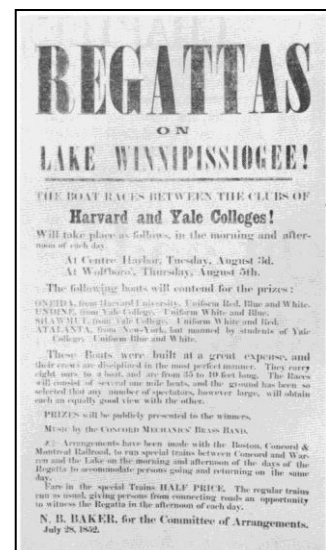 REGATTAS
ON
LAKE WINNIPISSIOGEE!
THE BOAT RACES BETWEEN THE CLUBS OF
Harvard and Yale Colleges!
Will take place as follows, in the morning and after-
noon of each day.
At Centre Harbor, Tuesday, August 3d.
At Wolfboro', Thursday, August 5th.
The following boats will contend for the prizes:
ONEIDA, from Harvard University. Uniform Red, Blue and White.
UNDINE, from Yale College. Uniform White and Blue.
SHAWMUT, from Yale College. Uniform White and Red.
ATALANTA, from New-York, but manned by students of Yale
College. Uniform Blue and White.
These Boats were built at a great expense, and
their crews are disciplined in the most perfect manner. They carry
eight oars to a boat, and are from 35 to 40 feet long. The Races
will consist of several one mile heats, and the ground has been so
selected that any number of spectators, however large, will obtain
each an equally good view with the other.
PRIZES will be publicly presented to the winners.
MUSIC by the CONCORD MECHANICS' BRASS BAND.
Arrangements have been made with the Boston, Concord &
Montreal Railroad, to run special trains between Concord and War-
ren and the Lake on the morning and afternoon of the days of the
Regatta to accommodate persons going and returning on the same
day.
Fare in the special Trains HALF PRICE. The regular trains
run as usual, giving persons from connecting roads an opportunity
to witness the Regatta in the afternoon of each day.
N. B. BAKER, for the Committee of Arrangements.
July 28, 1852.